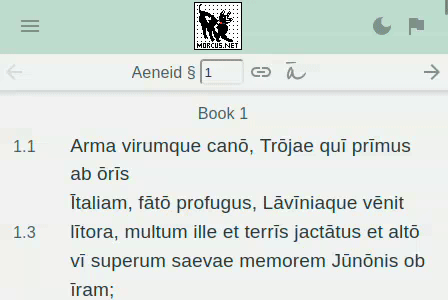 MORCUS.NET
Aeneid § 1
ā
Book 1
1.1 Arma virumque canō, Trōjae quī prīmus
ab ōrīs
Ītaliam, fātō profugus, Lāvīniaque vēnit
1.3 lītora, multum ille et terrīs jactātus et altō
vī superum saevae memorem Jūnōnis ob
īram;